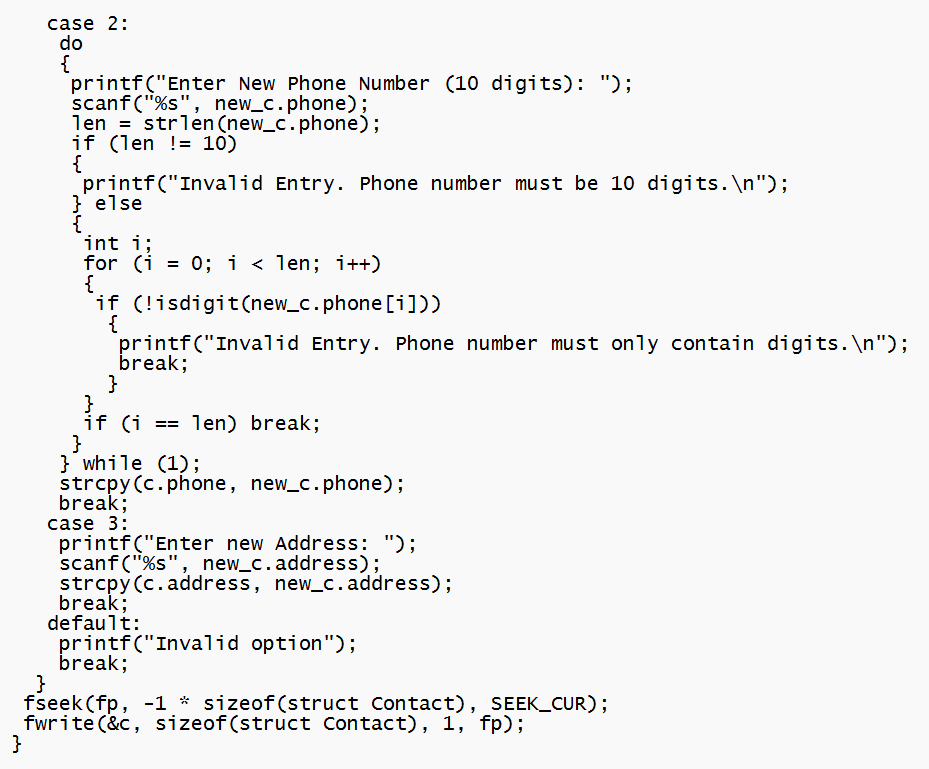 case 2:
do
{
printf("Enter New Phone Number (10 digits): ");
scanf("%s", new_c.phone);
len = strlen(new_c.phone);
if (len != 10)
{
printf("Invalid Entry. Phone number must be 10 digits.\n");
} else
{
int i;
for (i = 0; i < len; i++)
{
if (!isdigit(new_c.phone[i]))
{
printf("Invalid Entry. Phone number must only contain digits.\n");
break;
}
}
if (i == len) break;
}
} while (1);
strcpy(c.phone, new_c.phone);
break;
case 3:
printf("Enter new Address: ");
scanf("%s", new_c.address);
strcpy(c.address, new_c.address);
break;
default:
printf("Invalid option");
break;
}
fseek(fp, -1 * sizeof(struct Contact), SEEK_CUR);
fwrite(&c, sizeof(struct Contact), 1, fp);
}